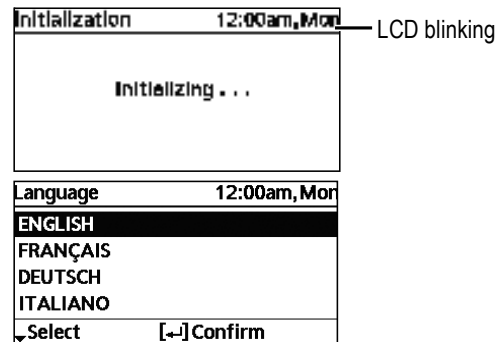 Initialization 12:00am,Mon
LCD blinking
Initializing...
Language 12:00am,Mon
ENGLISH
FRANÇAIS
DEUTSCH
ITALIANO
Select [↵]Confirm